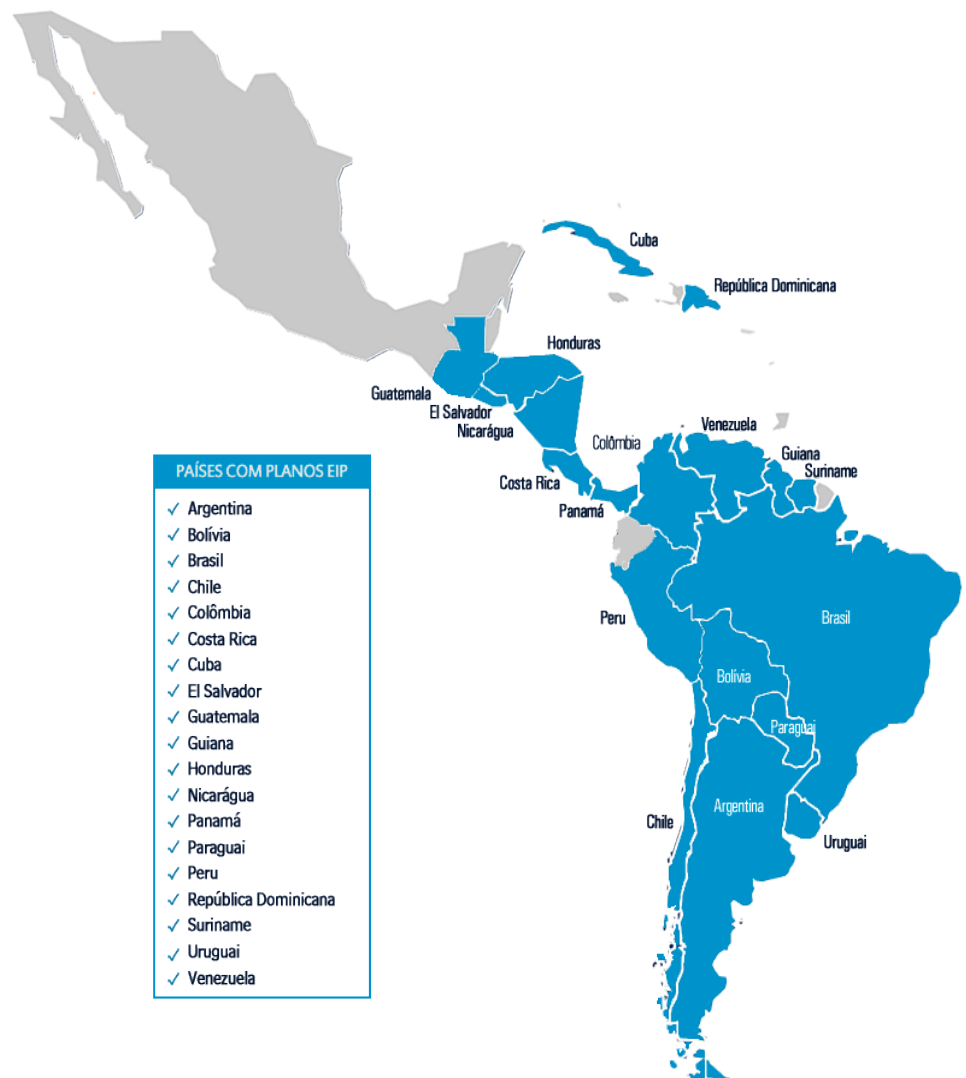 Cuba
República Dominicana
Honduras
Guatemala
El Salvador
Nicarágua
Colômbia
Venezuela
Guiana
Suriname
Costa Rica
Panamá
Peru
Brasil
Bolívia
Paraguai
Argentina
Chile
Uruguai
PAÍSES COM PLANOS EIP
✓ Argentina
✓ Bolívia
✓ Brasil
✓ Chile
✓ Colômbia
✓ Costa Rica
✓ Cuba
✓ El Salvador
✓ Guatemala
✓ Guiana
✓ Honduras
✓ Nicarágua
✓ Panamá
✓ Paraguai
✓ Peru
✓ República Dominicana
✓ Suriname
✓ Uruguai
✓ Venezuela